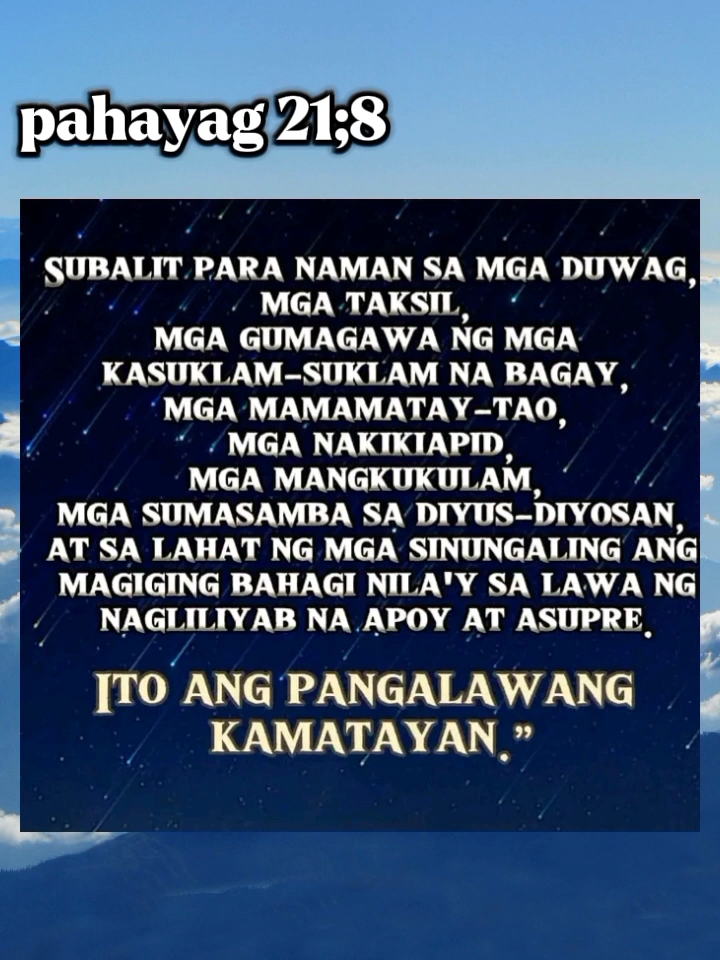 pahayag 21;8
Subalit para naman sa mga duwag,
mga taksil,
mga gumagawa ng mga
kasuklam-suklam na bagay,
mga mamamatay-tao,
mga nakikiapid,
mga mangkukulam,
mga sumasamba sa diyus-diyosan,
at sa lahat ng mga sinungaling ang
magiging bahagi nila'y sa lawa ng
nagliliyab na apoy at asupre.
Ito ang pangalawang
kamatayan.”